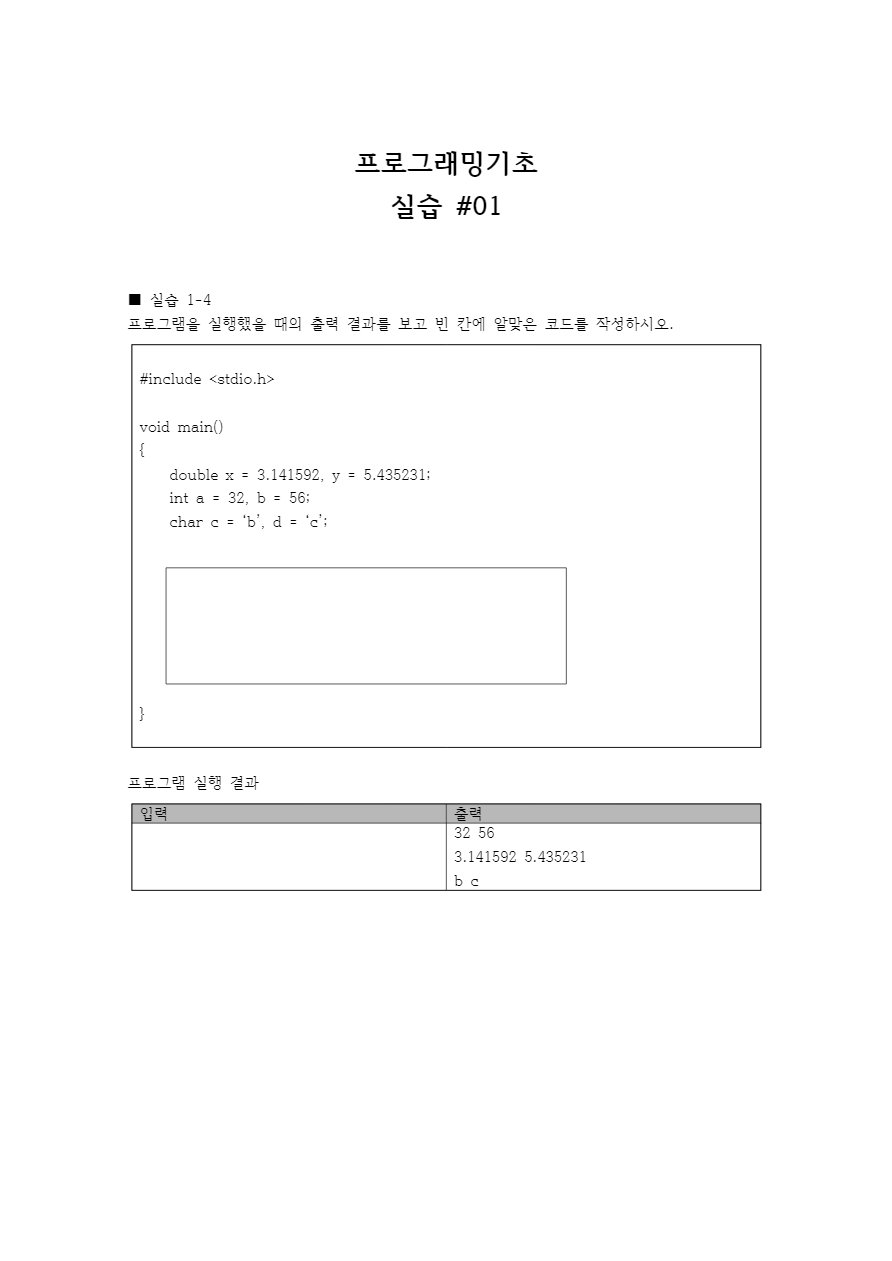 프로그래밍기초
실습 #01
■ 실습 1-4
프로그램을 실행했을 때의 출력 결과를 보고 빈 칸에 알맞은 코드를 작성하시오.
#include <stdio.h>
void main()
{
double x = 3.141592, y = 5.435231;
int a = 32, b = 56;
char c = ‘b’, d = ‘c’;
}
프로그램 실행 결과
입력 출력
32 56
3.141592 5.435231
b c